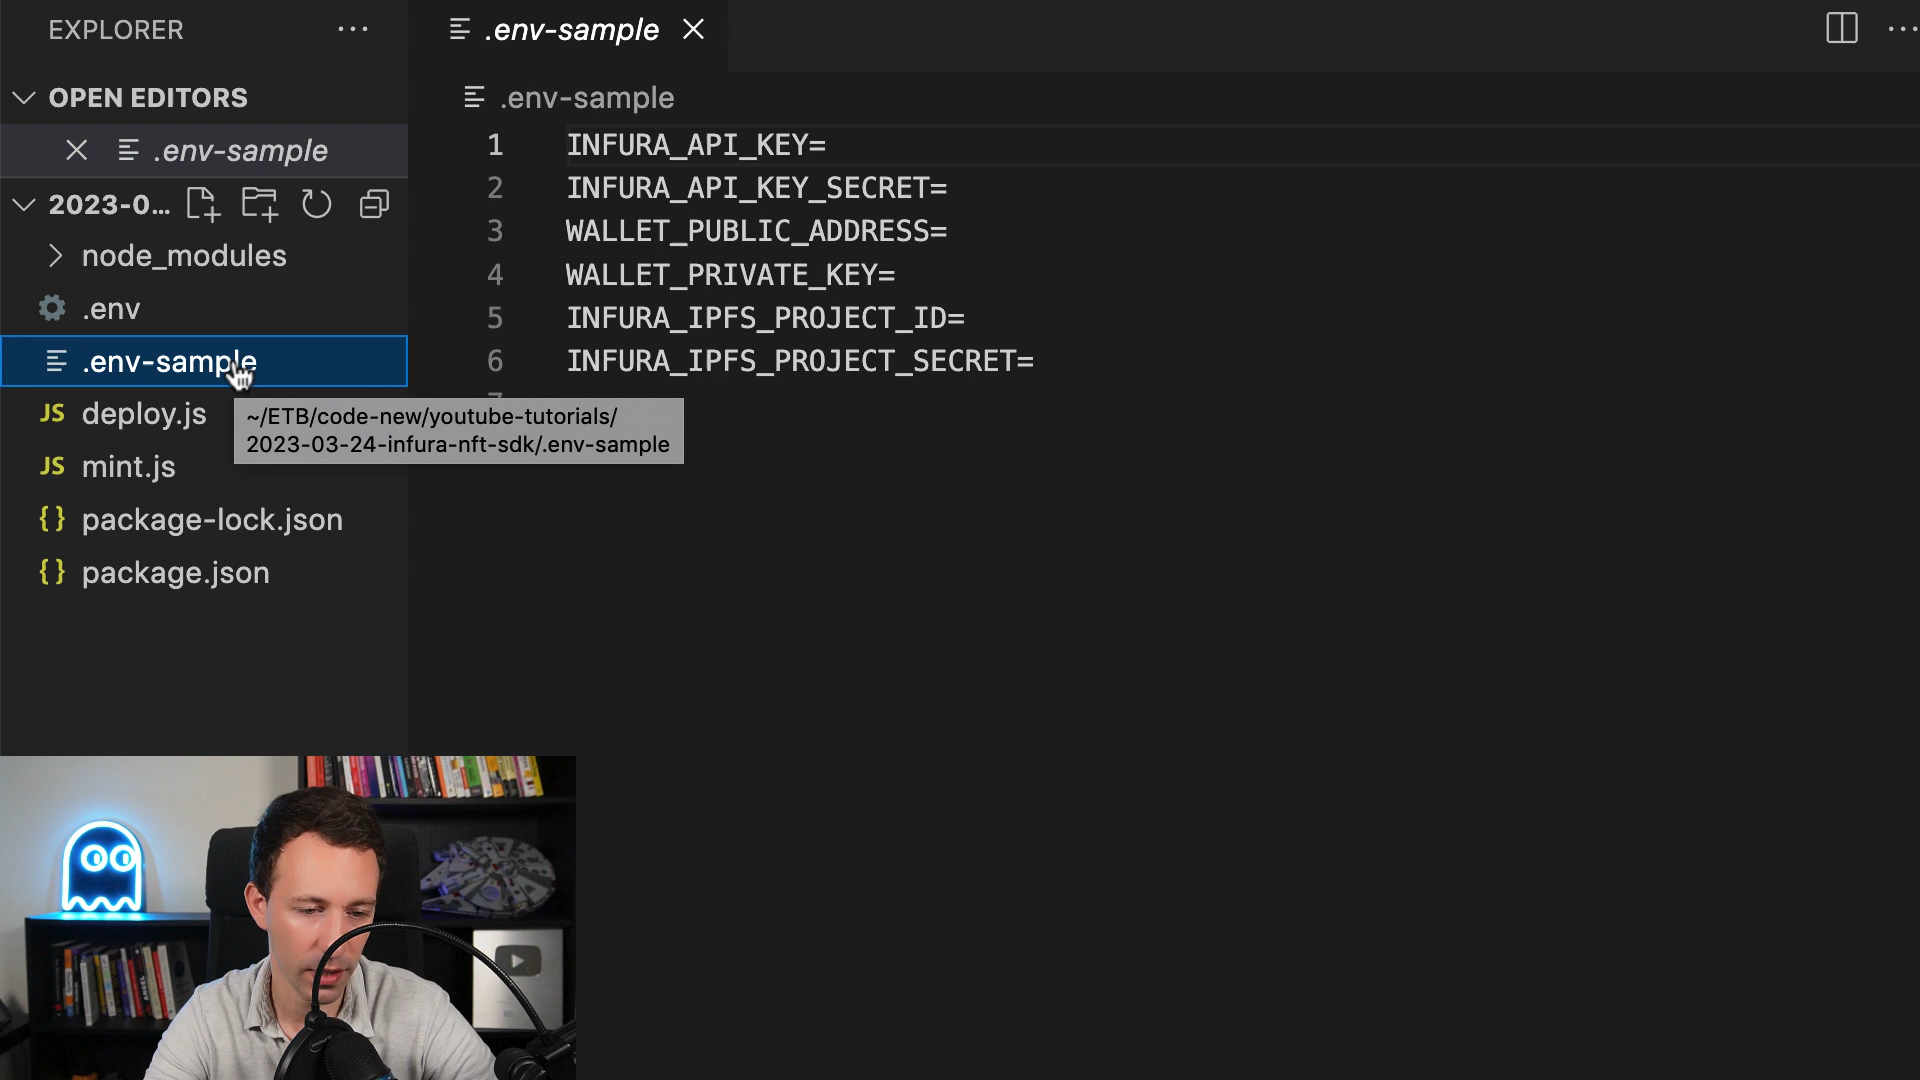 EXPLORER
.env-sample
OPEN EDITORS
.env-sample
.env-sample
2023-0...
node_modules
.env
.env-sample
JS deploy.js
JS mint.js
{} package-lock.json
{} package.json
1 INFURA_API_KEY=
2 INFURA_API_KEY_SECRET=
3 WALLET_PUBLIC_ADDRESS=
4 WALLET_PRIVATE_KEY=
5 INFURA_IPFS_PROJECT_ID=
6 INFURA_IPFS_PROJECT_SECRET=
~/ETB/code-new/youtube-tutorials/
2023-03-24-infura-nft-sdk/.env-sample